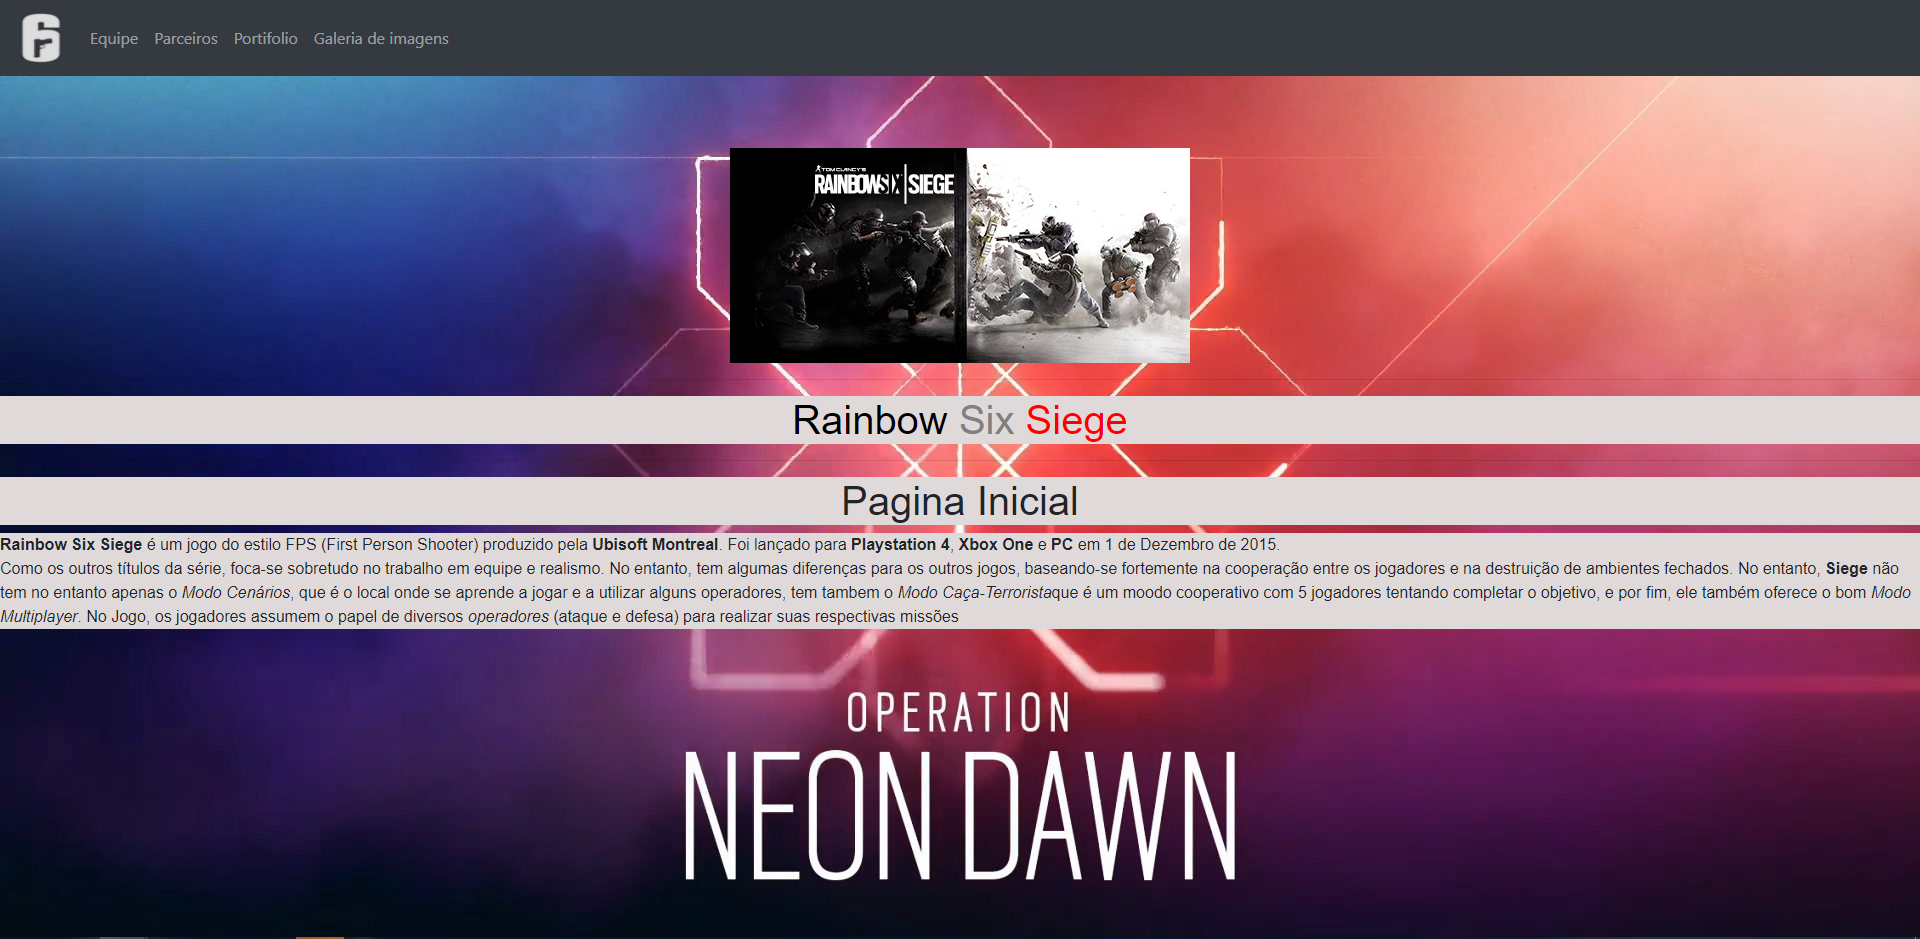 Equipe Parceiros Portifolio Galeria de imagens
TOM CLANCY'S
RAINBOWSIX|SIEGE
Rainbow Six Siege
Pagina Inicial
Rainbow Six Siege é um jogo do estilo FPS (First Person Shooter) produzido pela Ubisoft Montreal. Foi lançado para Playstation 4, Xbox One e PC em 1 de Dezembro de 2015.
Como os outros títulos da série, foca-se sobretudo no trabalho em equipe e realismo. No entanto, tem algumas diferenças para os outros jogos, baseando-se fortemente na cooperação entre os jogadores e na destruição de ambientes fechados. No entanto, Siege não
tem no entanto apenas o Modo Cenários, que é o local onde se aprende a jogar e a utilizar alguns operadores, tem tambem o Modo Caça-Terroristaque é um moodo cooperativo com 5 jogadores tentando completar o objetivo, e por fim, ele também oferece o bom Modo
Multiplayer. No Jogo, os jogadores assumem o papel de diversos operadores (ataque e defesa) para realizar suas respectivas missões
OPERATION
NEON DAWN